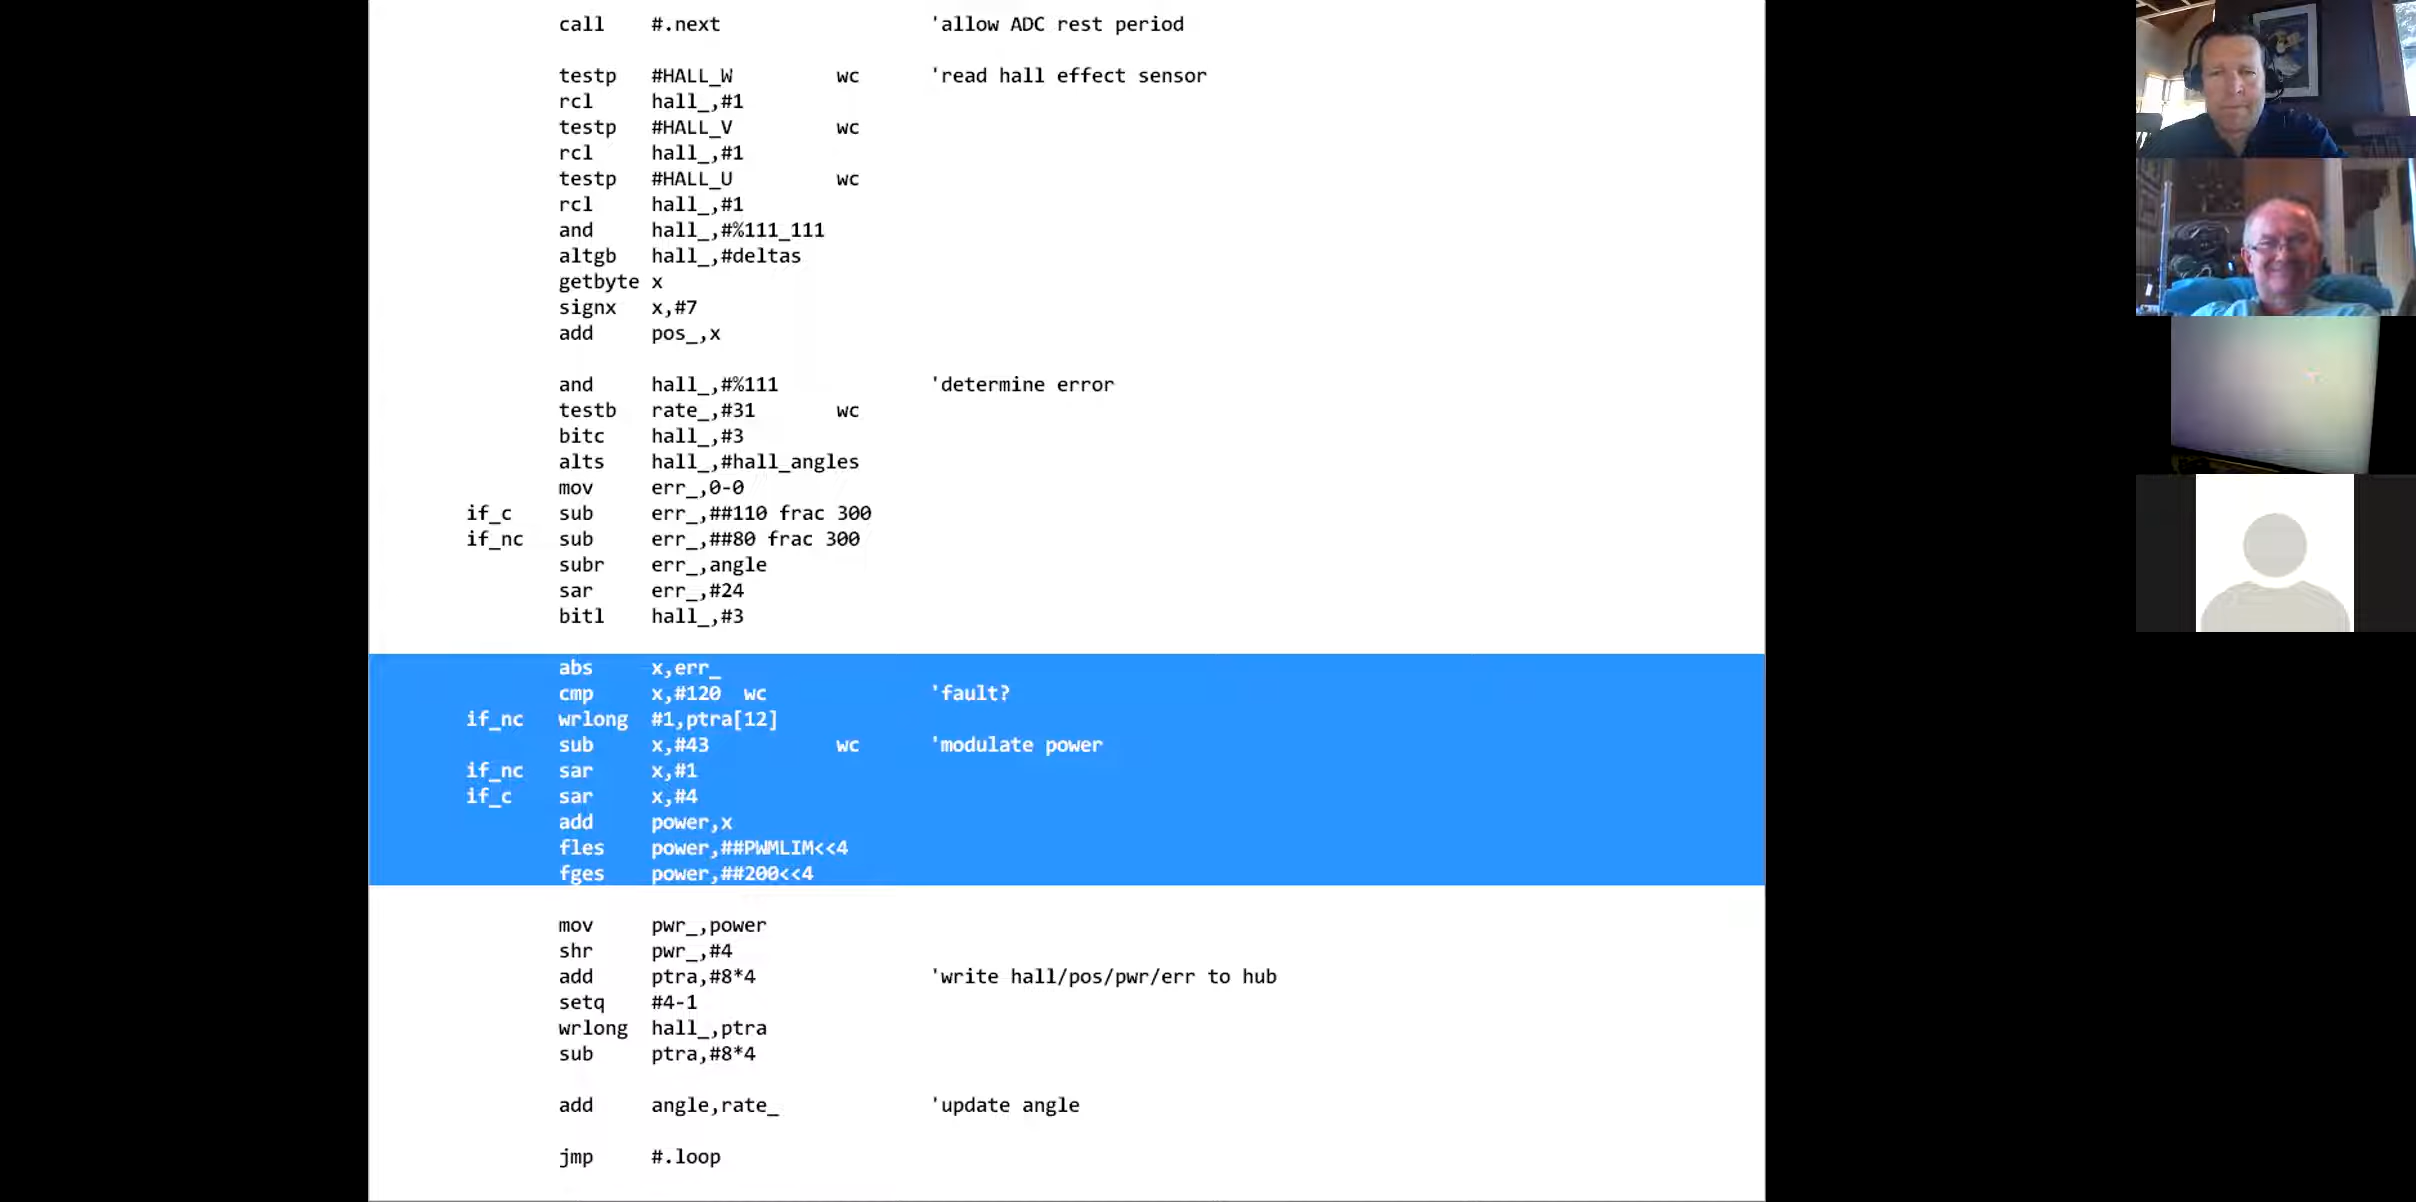 call #.next 'allow ADC rest period
testp #HALL_W wc 'read hall effect sensor
rcl hall_,#1
testp #HALL_V wc
rcl hall_,#1
testp #HALL_U wc
rcl hall_,#1
and hall_,#%111_111
altgb hall_,#deltas
getbyte x
signx x,#7
add pos_,x
and hall_,#%111 'determine error
testb rate_,#31 wc
bitc hall_,#3
alts hall_,#hall_angles
mov err_,0-0
if_c sub err_,##110 frac 300
if_nc sub err_,##80 frac 300
subr err_,angle
sar err_,#24
bitl hall_,#3
abs x,err_
cmp x,#120 wc 'fault?
if_nc wrlong #1,ptra[12]
sub x,#43 wc 'modulate power
if_nc sar x,#1
if_c sar x,#4
add power,x
fles power,##PWMLIM<<4
fges power,##200<<4
mov pwr_,power
shr pwr_,#4
add ptra,#8*4 'write hall/pos/pwr/err to hub
setq #4-1
wrlong hall_,ptra
sub ptra,#8*4
add angle,rate_ 'update angle
jmp #.loop